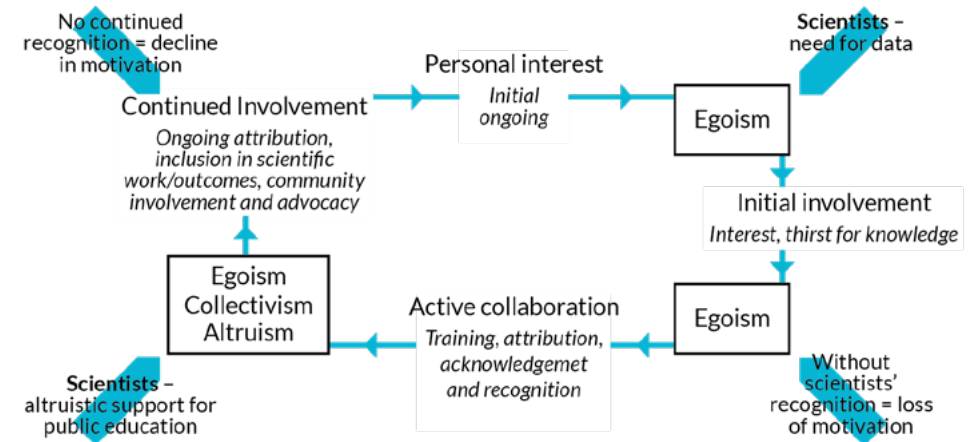 No continued
recognition = decline
in motivation
Scientists –
need for data
Personal interest
Initial
ongoing
Continued Involvement
Ongoing attribution,
inclusion in scientific
work/outcomes, community
involvement and advocacy
Egoism
Initial involvement
Interest, thirst for knowledge
Egoism
Collectivism
Altruism
Active collaboration
Training, attribution,
acknowledgemet
and recognition
Egoism
Scientists –
altruistic support for
public education
Without
scientists’
recognition = loss
of motivation